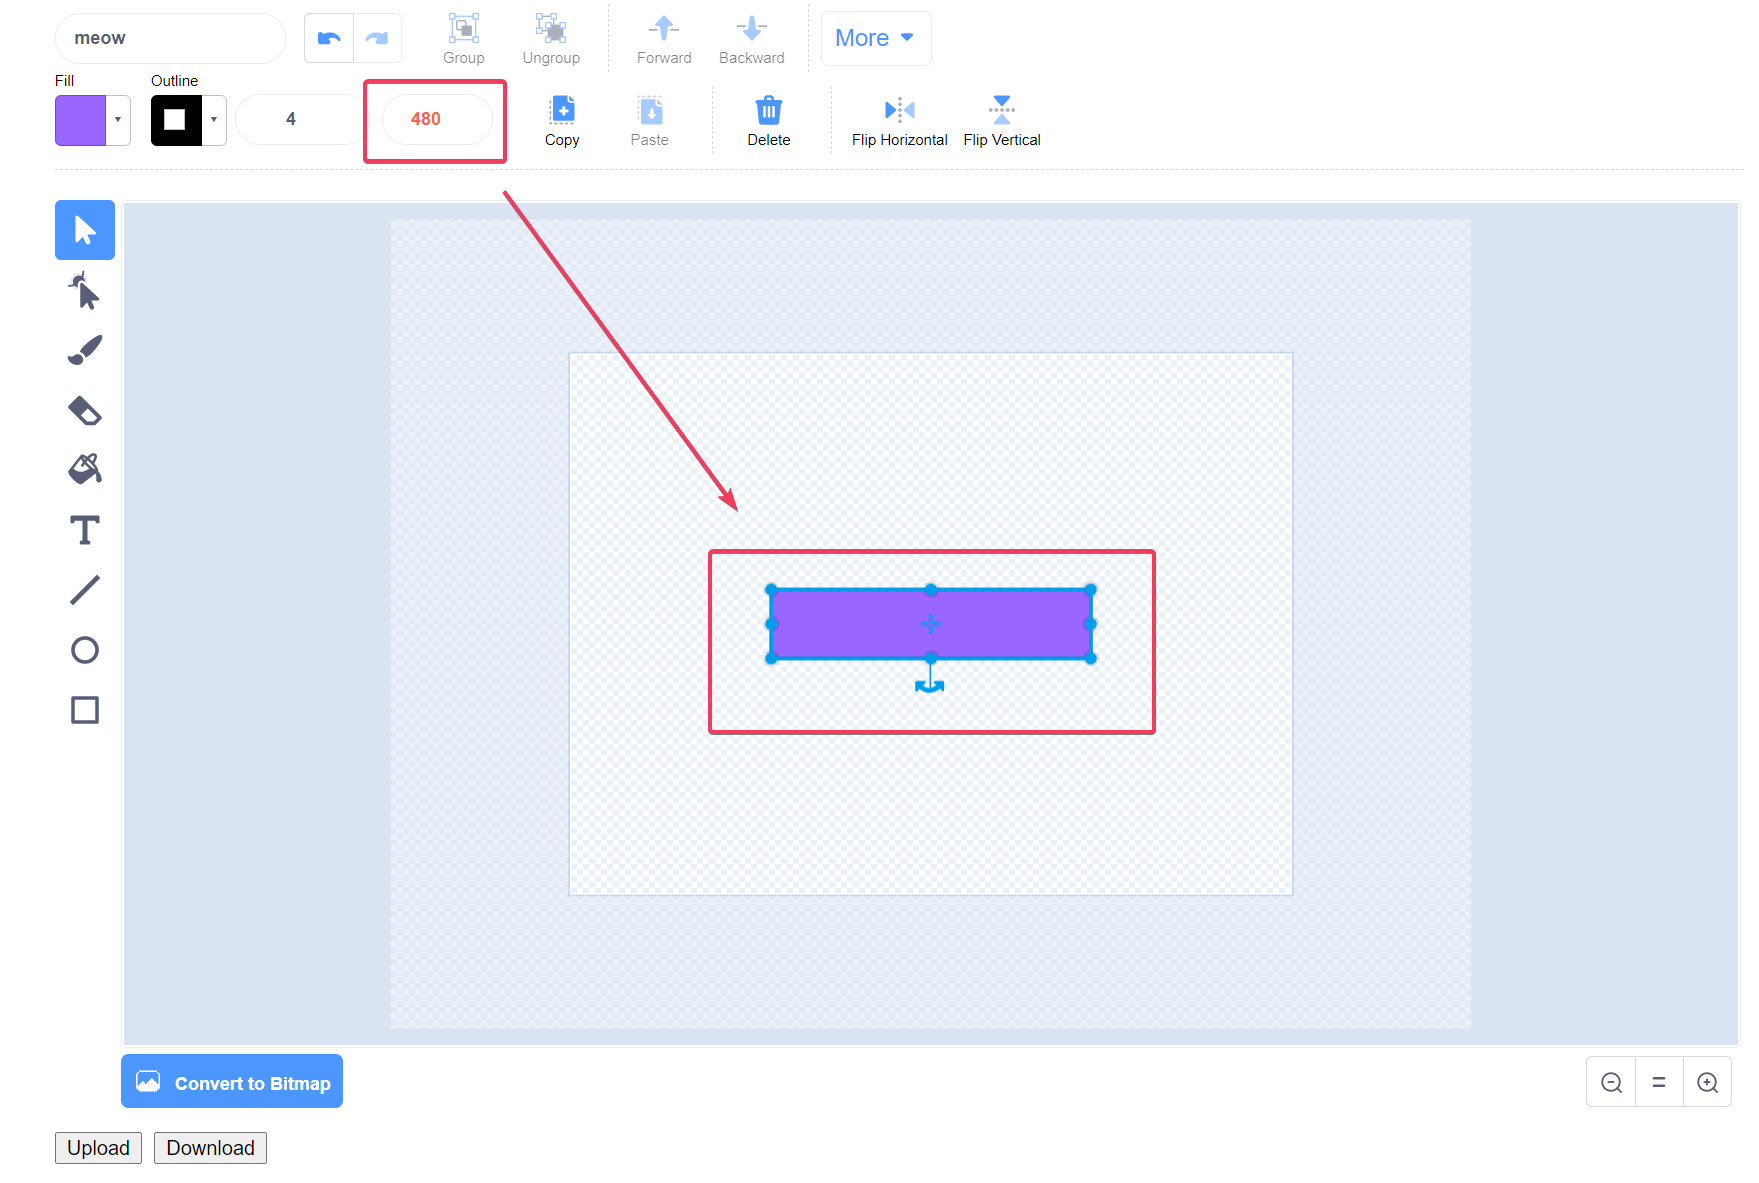 meow
Group
Ungroup
Forward
Backward
More
Fill
Outline
4
480
Copy
Paste
Delete
Flip Horizontal
Flip Vertical
Convert to Bitmap
Upload
Download